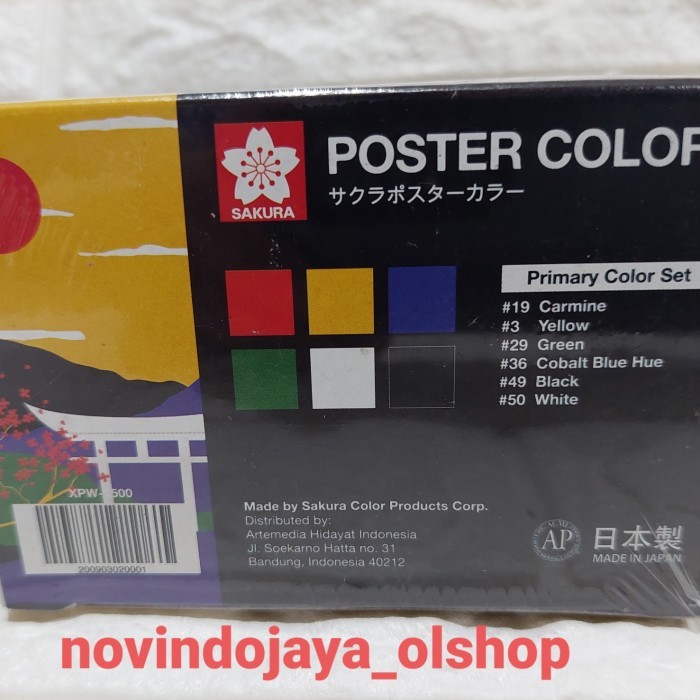 SAKURA
POSTER COLOR
サクラポスターカラー
Primary Color Set
#19 Carmine
#3 Yellow
#29 Green
#36 Cobalt Blue Hue
#49 Black
#50 White
Made by Sakura Color Products Corp.
Distributed by:
Artemedia Hidayat Indonesia
Jl. Soekarno Hatta no. 31
Bandung, Indonesia 40212
AP
日本製
MADE IN JAPAN
200903020001
novindojaya_olshop